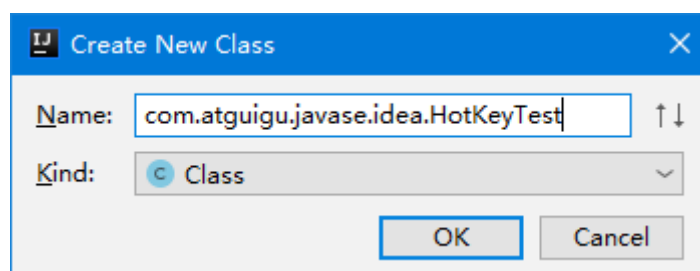 Create New Class
Name: com.atguigu.javase.idea.HotKeyTest
Kind: C Class
OK Cancel